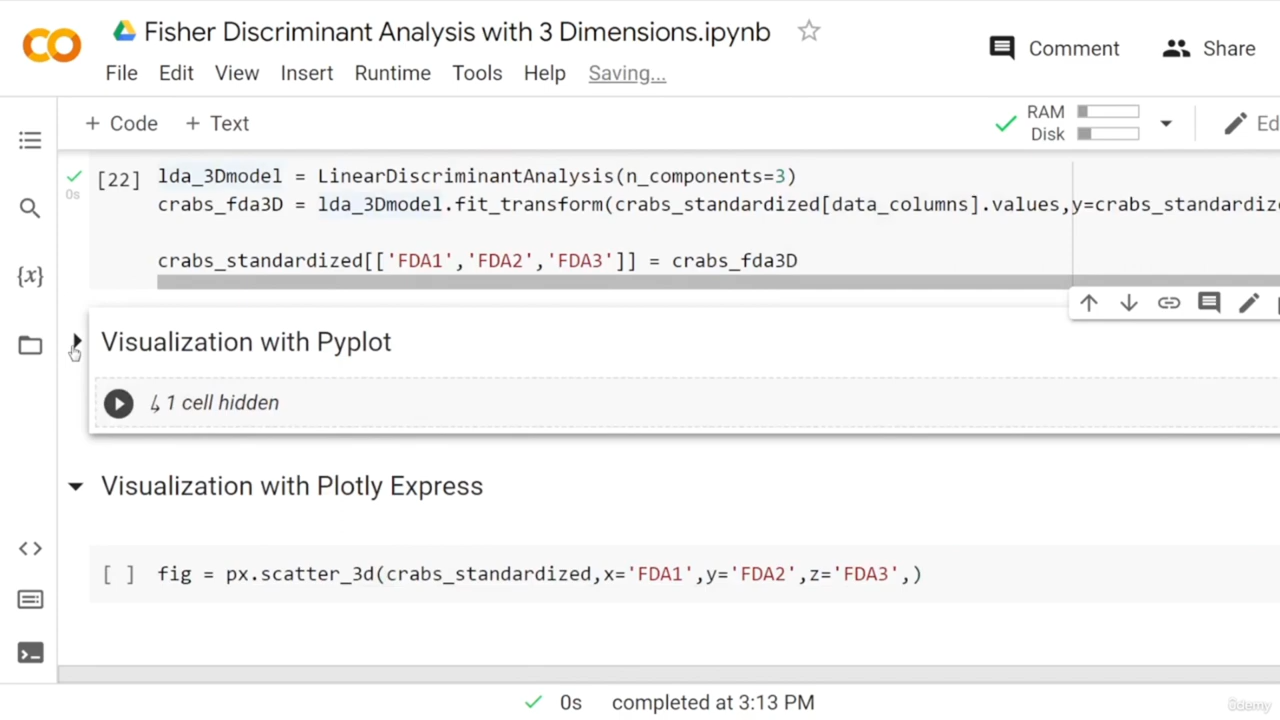 Fisher Discriminant Analysis with 3 Dimensions.ipynb
Comment
Share
File Edit View Insert Runtime Tools Help Saving...
+ Code + Text
RAM
Disk
Ed
[22] lda_3Dmodel = LinearDiscriminantAnalysis(n_components=3)
0s
crabs_fda3D = lda_3Dmodel.fit_transform(crabs_standardized[data_columns].values,y=crabs_standardize
crabs_standardized[['FDA1','FDA2','FDA3']] = crabs_fda3D
{x}
Visualization with Pyplot
1 cell hidden
Visualization with Plotly Express
[ ] fig = px.scatter_3d(crabs_standardized,x='FDA1',y='FDA2',z='FDA3',)
0s completed at 3:13 PM
ûdemy